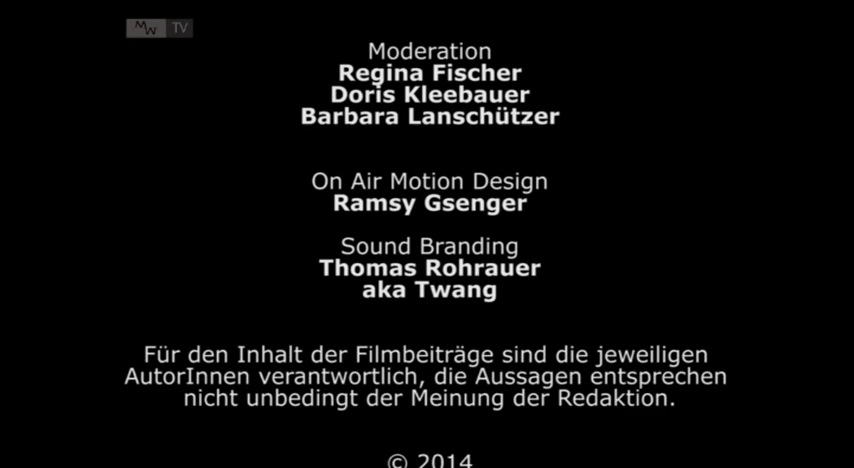 MW TV
Moderation
Regina Fischer
Doris Kleebauer
Barbara Lanschützer
On Air Motion Design
Ramsy Gsenger
Sound Branding
Thomas Rohrauer
aka Twang
Für den Inhalt der Filmbeiträge sind die jeweiligen
AutorInnen verantwortlich, die Aussagen entsprechen
nicht unbedingt der Meinung der Redaktion.
© 2014